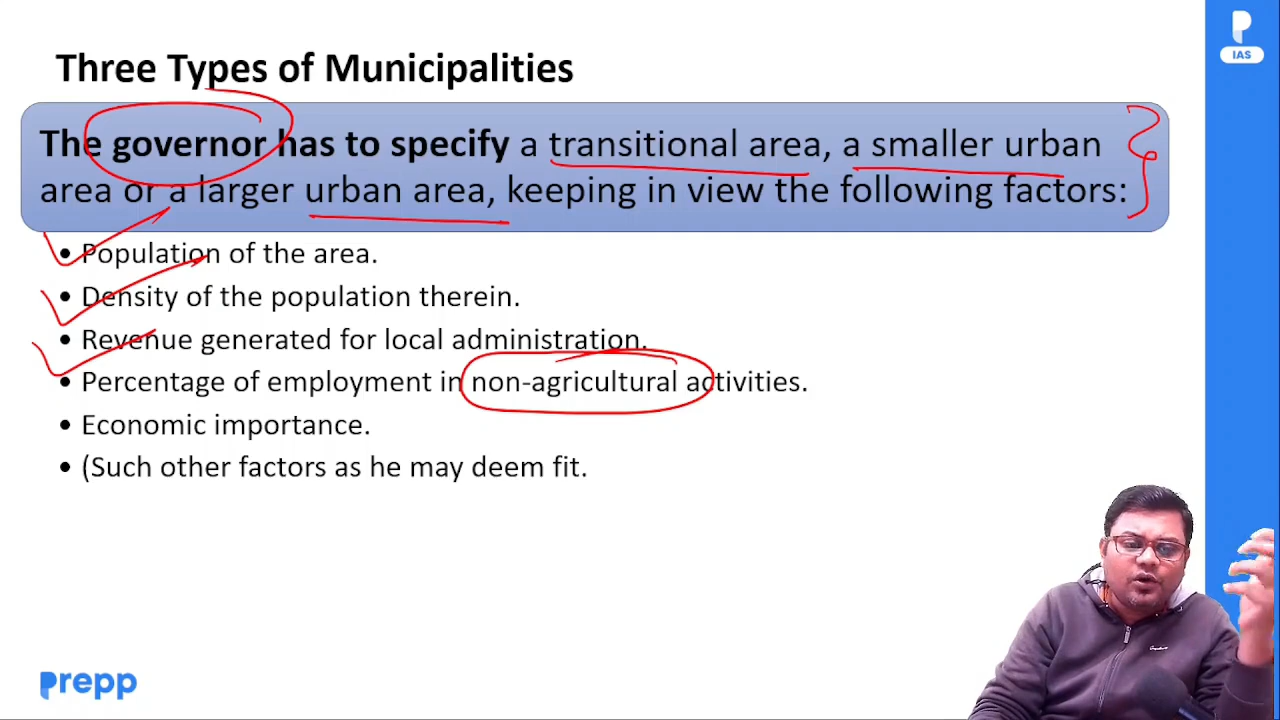 Three Types of Municipalities
IAS
The governor has to specify a transitional area, a smaller urban
area or a larger urban area, keeping in view the following factors:
• Population of the area.
• Density of the population therein.
• Revenue generated for local administration.
• Percentage of employment in non-agricultural activities.
• Economic importance.
• (Such other factors as he may deem fit.
prepp